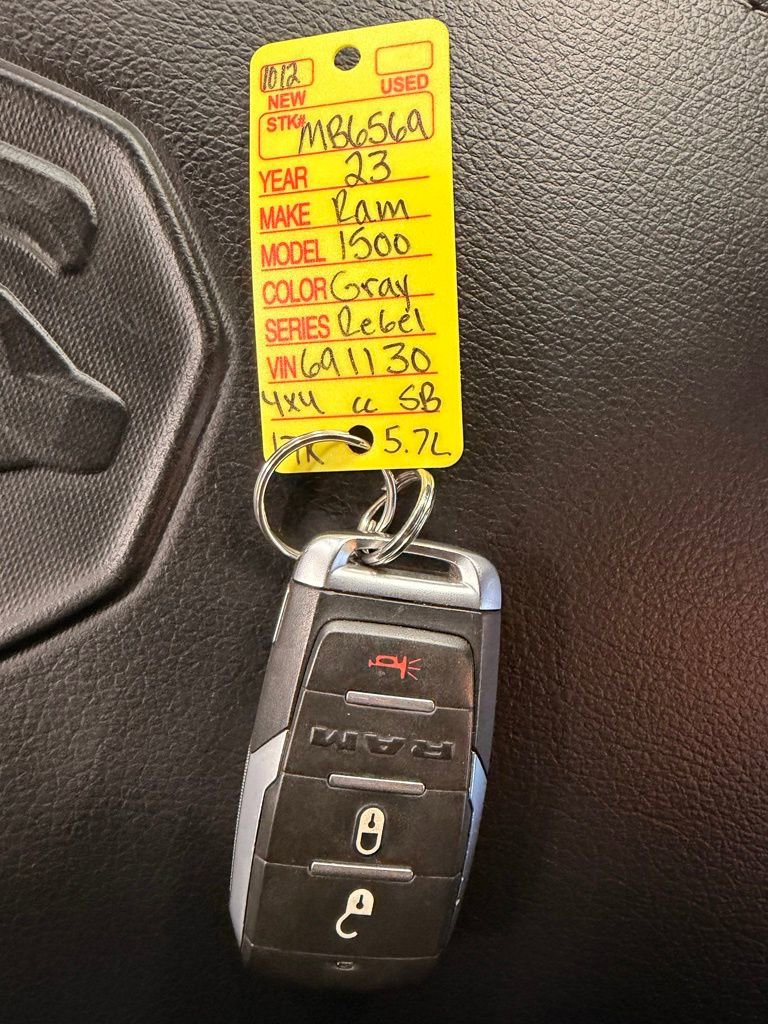 1012
NEW USED
STK# MB6569
YEAR 23
MAKE Ram
MODEL 1500
COLOR Gray
SERIES Rebel
VIN 691130
4x4 cc SB
17K 5.7L
RAM